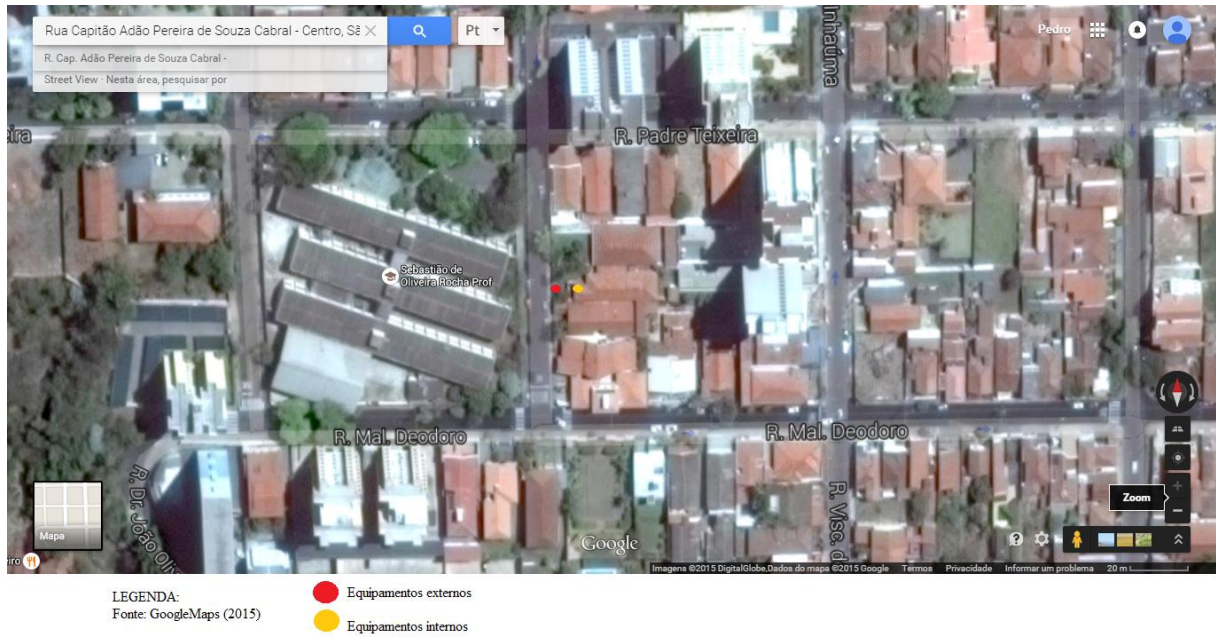 Rua Capitão Adão Pereira de Souza Cabral - Centro, Sã
Pt
Pedro
R. Cap. Adão Pereira de Souza Cabral -
Street View · Nesta área, pesquisar por
Inhaúma
eira
R. Padre Teixeira
Sebastião de
Oliveira Rocha Prof
R. Mal. Deodoro
R. Mal. Deodoro
R. Dr. João Oliv
R. Visc. d
Zoom
Mapa
Google
eiro
Imagens ©2015 DigitalGlobe,Dados do mapa ©2015 Google Termos Privacidade Informar um problema 20 m
LEGENDA:
Fonte: GoogleMaps (2015)
Equipamentos externos
Equipamentos internos